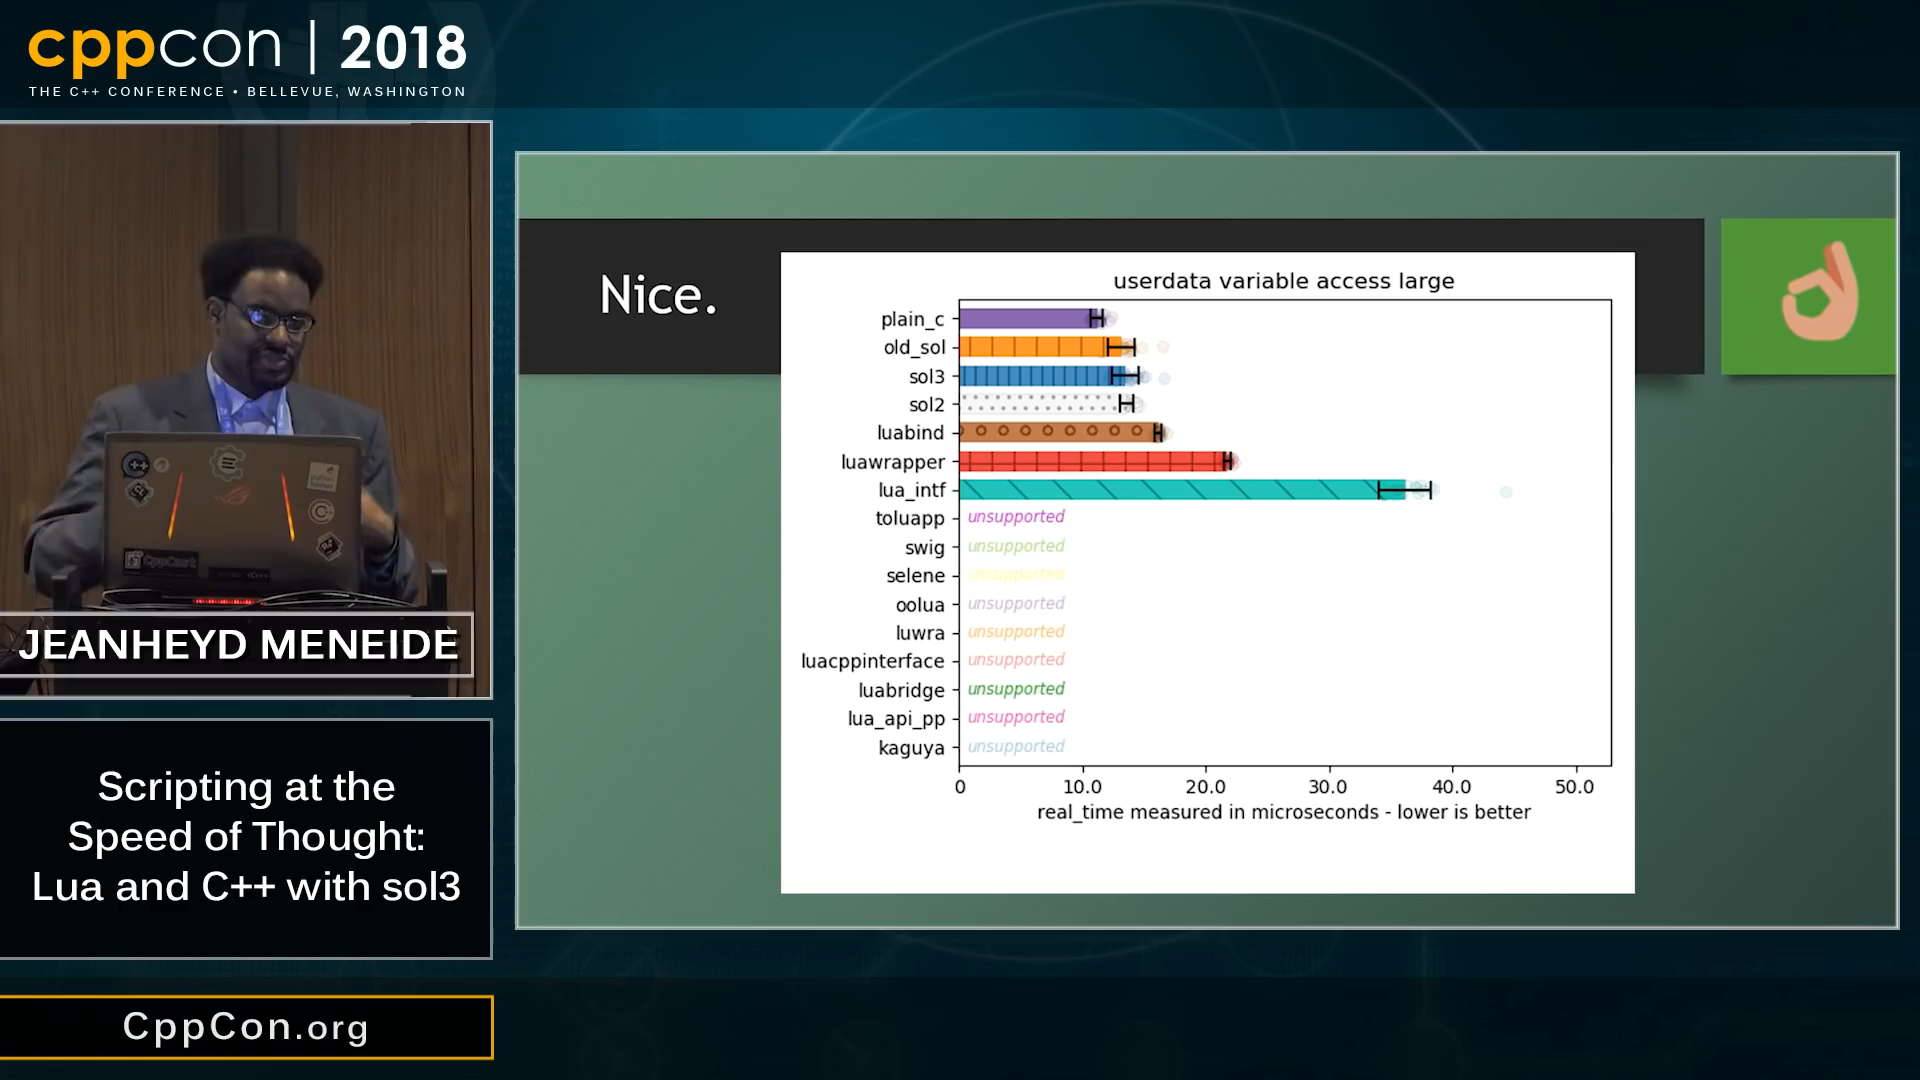 cppcon | 2018
THE C++ CONFERENCE • BELLEVUE, WASHINGTON
JEANHEYD MENEIDE
Scripting at the
Speed of Thought:
Lua and C++ with sol3
CppCon.org
Nice.
userdata variable access large
plain_c
old_sol
sol3
sol2
luabind
luawrapper
lua_intf
toluapp unsupported
swig unsupported
selene unsupported
oolua unsupported
luwra unsupported
luacppinterface unsupported
luabridge unsupported
lua_api_pp unsupported
kaguya unsupported
0 10.0 20.0 30.0 40.0 50.0
real_time measured in microseconds - lower is better
C++
CppCast